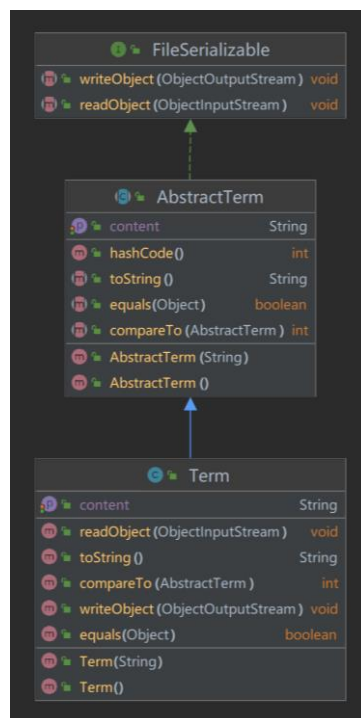 FileSerializable
writeObject(ObjectOutputStream) void
readObject(ObjectInputStream) void
AbstractTerm
content String
hashCode() int
toString() String
equals(Object) boolean
compareTo(AbstractTerm) int
AbstractTerm(String)
AbstractTerm()
Term
content String
readObject(ObjectInputStream) void
toString() String
compareTo(AbstractTerm) int
writeObject(ObjectOutputStream) void
equals(Object) boolean
Term(String)
Term()